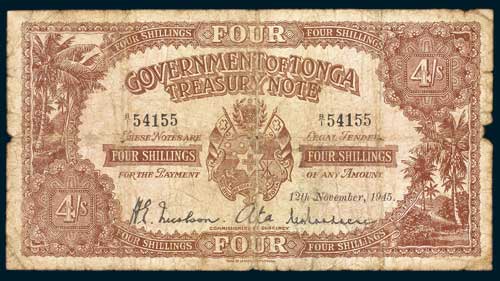 FOUR SHILLINGS FOUR FOUR SHILLINGS
GOVERNMENT OF TONGA
TREASURY NOTE
4/s
B/1 54155 B/1 54155
THESE NOTES ARE LEGAL TENDER
FOUR SHILLINGS FOUR SHILLINGS
FOR THE PAYMENT OF ANY AMOUNT
12th November, 1945.
Ata
COMMISSIONERS OF CURRENCY
4/s
FOUR SHILLINGS FOUR FOUR SHILLINGS